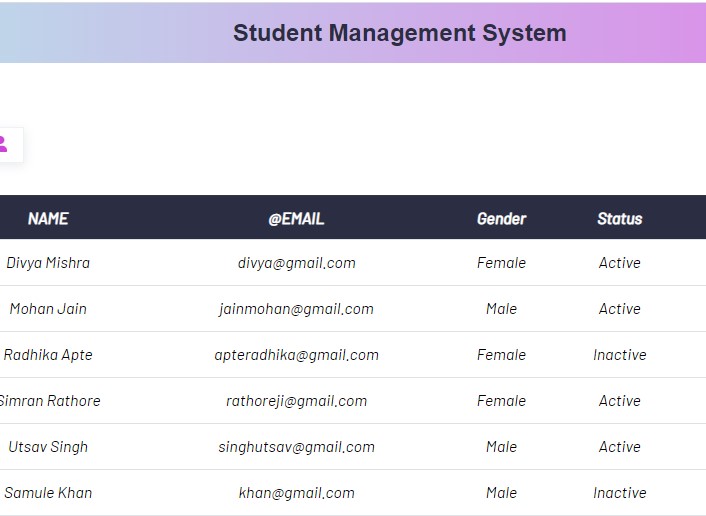 Student Management System
NAME @EMAIL Gender Status
Divya Mishra divya@gmail.com Female Active
Mohan Jain jainmohan@gmail.com Male Active
Radhika Apte apteradhika@gmail.com Female Inactive
Simran Rathore rathoreji@gmail.com Female Active
Utsav Singh singhutsav@gmail.com Male Active
Samule Khan khan@gmail.com Male Inactive